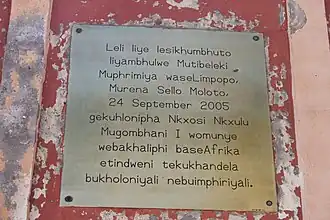 Leli liye lesikhumbhuto
liyambhulwe Mutibeleki
Muphrimiya waseLimpopo,
Murena Sello Moloto,
24 September 2005
gekuhlonipha Nkxosi Nkxulu
Mugombhani I womunye
webakhaliphi baseAfrika
etindweni tekukhandela
bukholoniyali nebuimphiriyali.